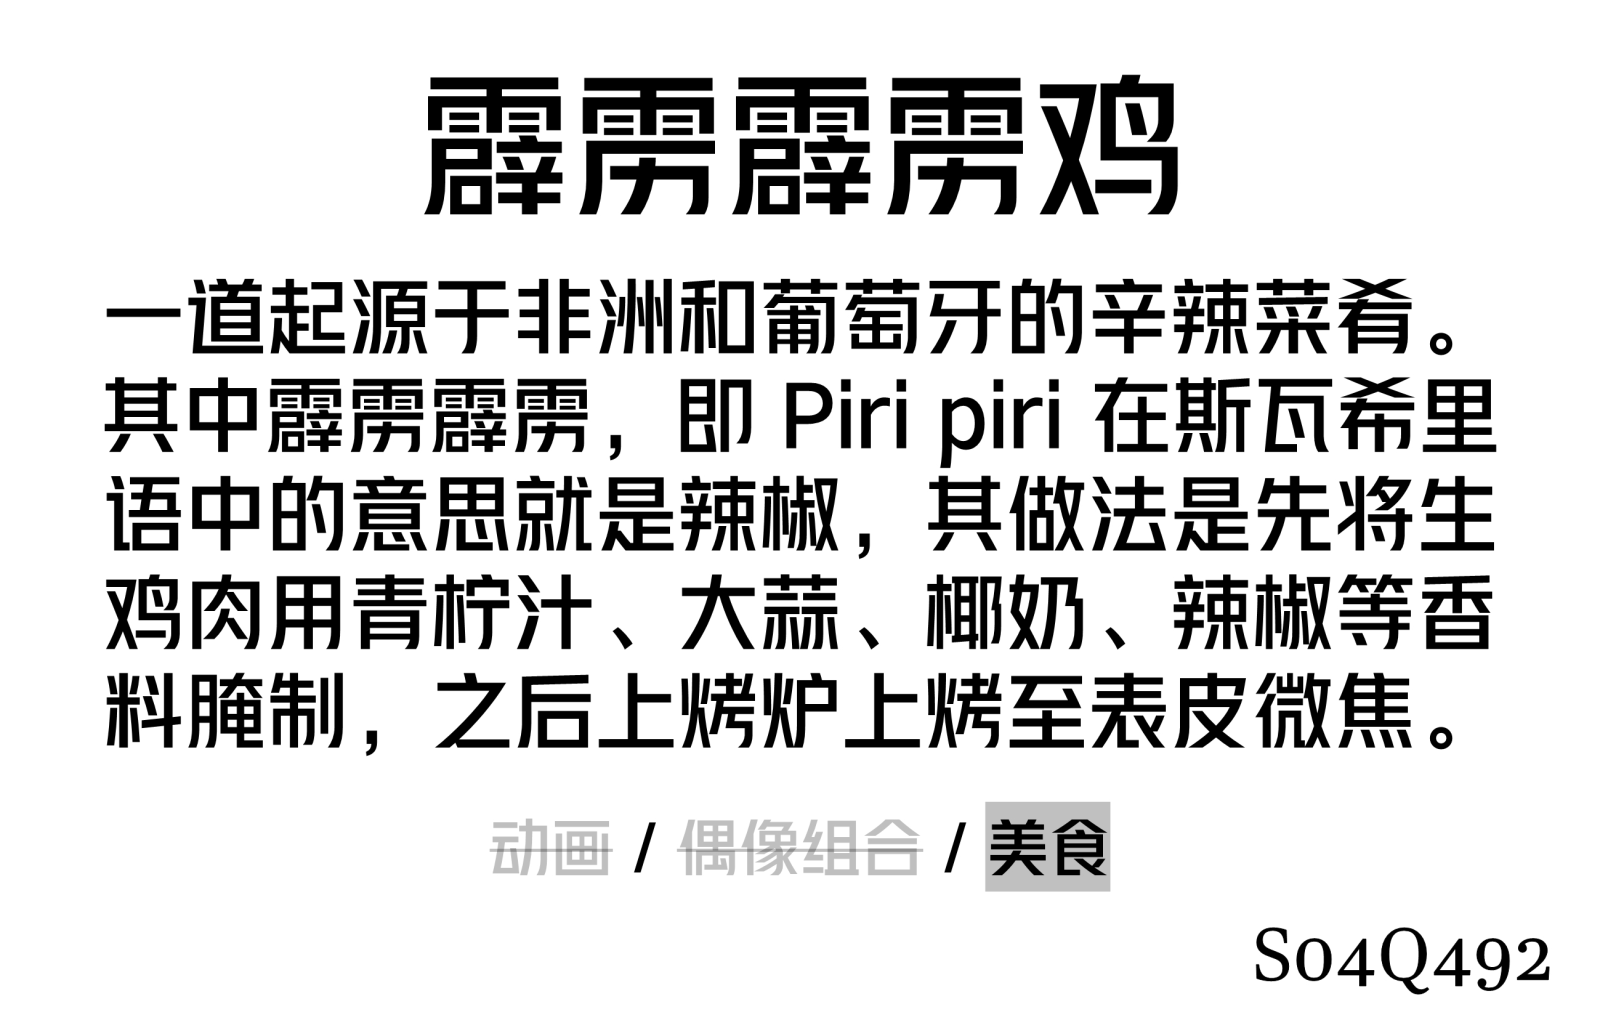 霹雳霹雳鸡
一道起源于非洲和葡萄牙的辛辣菜肴。
其中霹雳霹雳，即 Piri piri 在斯瓦希里
语中的意思就是辣椒，其做法是先将生
鸡肉用青柠汁、大蒜、椰奶、辣椒等香
料腌制，之后上烤炉上烤至表皮微焦。
动画 / 偶像组合 / 美食
S04Q492